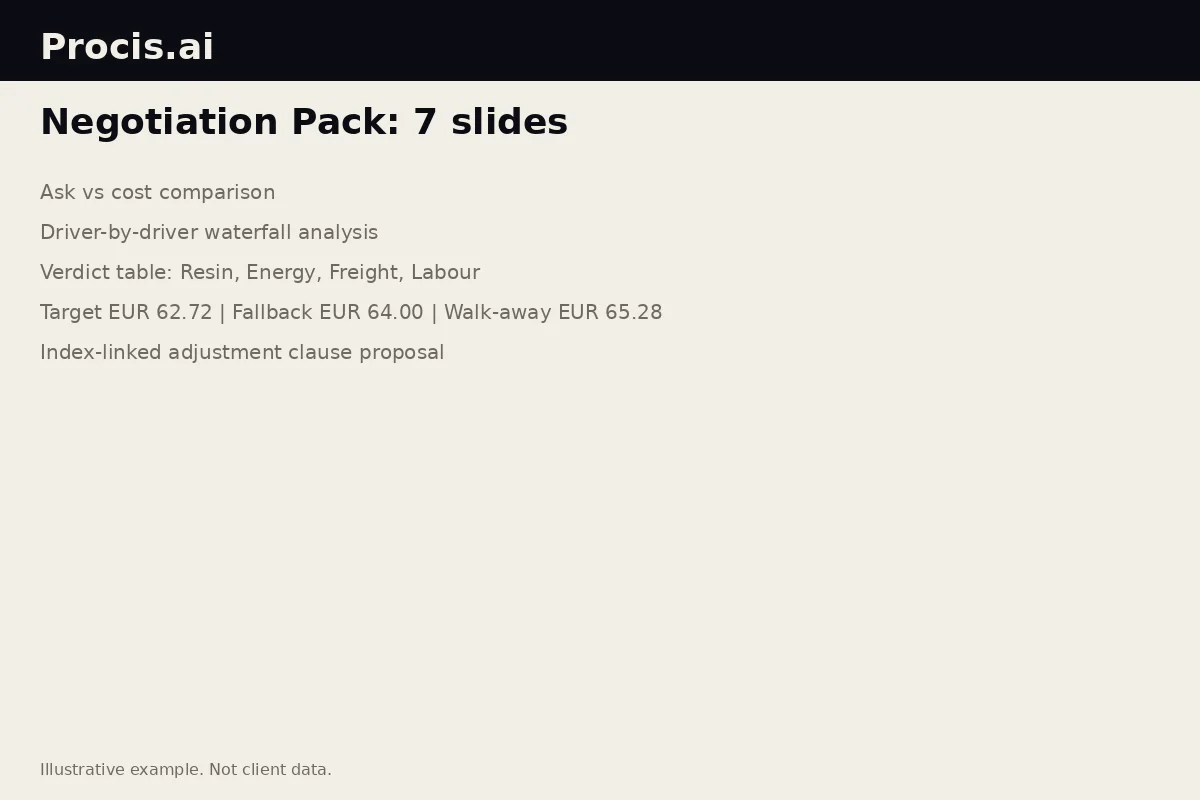 Procis.ai
Negotiation Pack: 7 slides
Ask vs cost comparison
Driver-by-driver waterfall analysis
Verdict table: Resin, Energy, Freight, Labour
Target EUR 62.72 | Fallback EUR 64.00 | Walk-away EUR 65.28
Index-linked adjustment clause proposal
Illustrative example. Not client data.